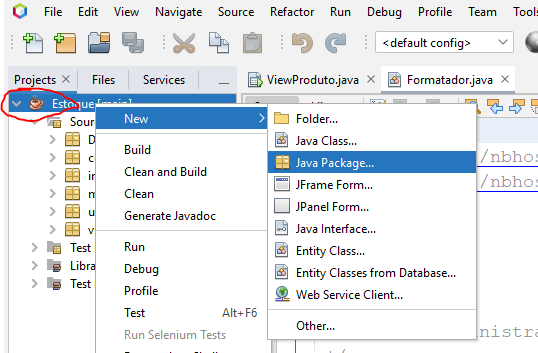 File Edit View Navigate Source Refactor Run Debug Profile Team Tools
<default config>
Projects Files Services ...
ViewProduto.java Formatador.java
Estoque [main]
New
Build
Clean and Build
Clean
Generate Javadoc
Run
Debug
Profile
Test Alt+F6
Run Selenium Tests
Folder...
Java Class...
Java Package...
JFrame Form...
JPanel Form...
Java Interface...
Entity Class...
Entity Classes from Database...
Web Service Client...
Other...
Sour
D
c
in
m
u
v
Test
Libra
Test
/nbhos
/nbhos
nistra